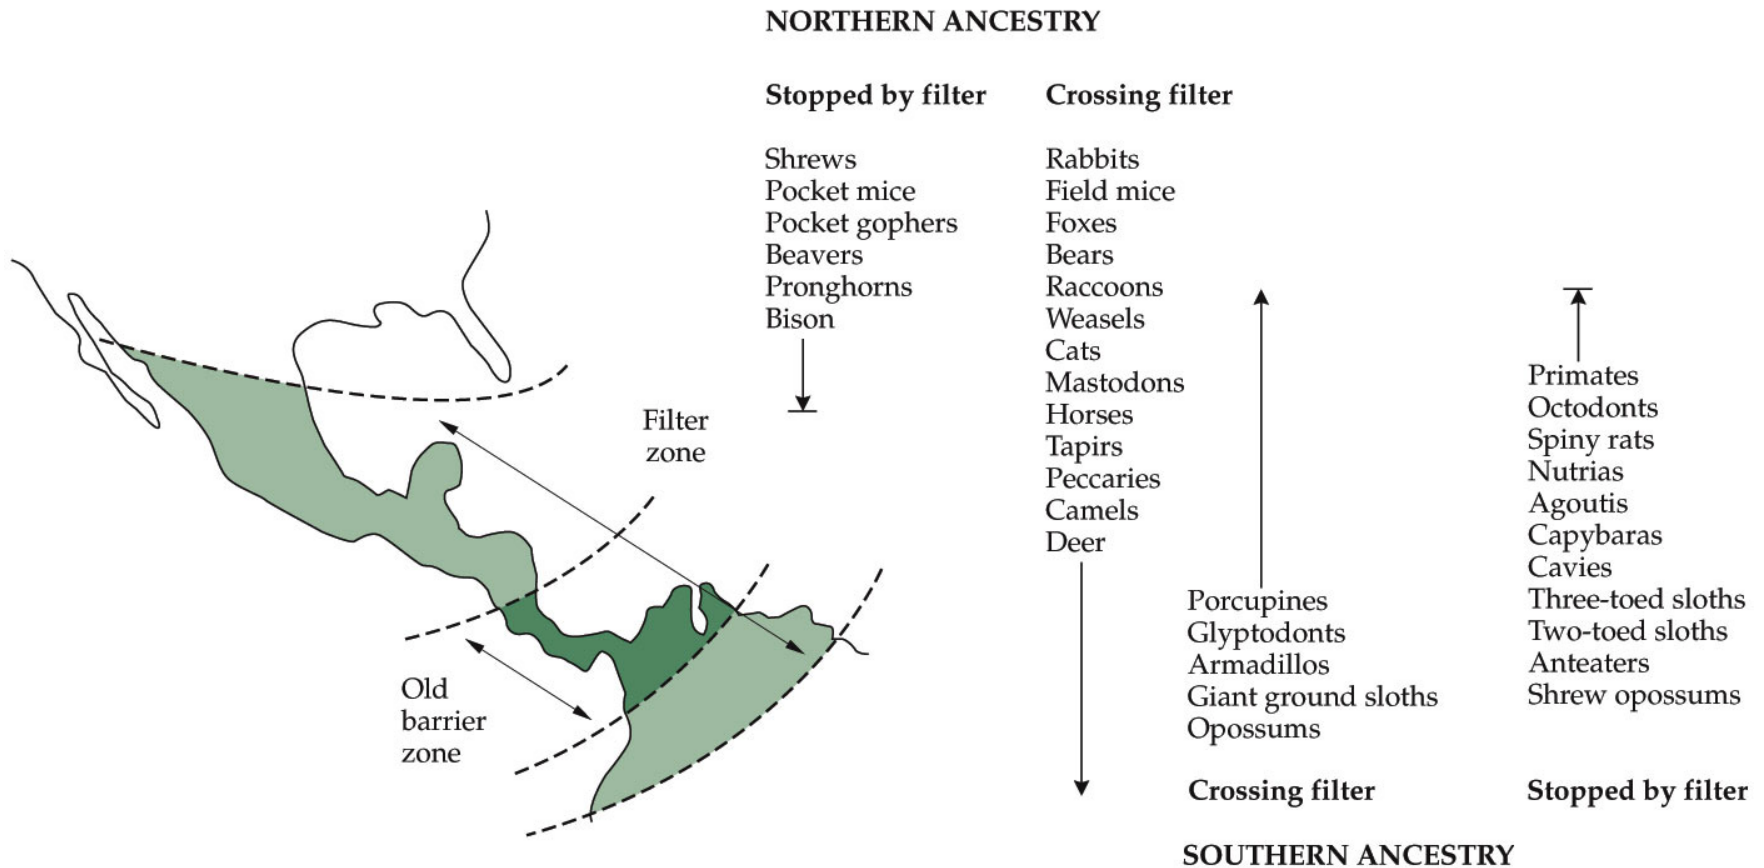 NORTHERN ANCESTRY
Stopped by filter
Shrews
Pocket mice
Pocket gophers
Beavers
Pronghorns
Bison
Crossing filter
Rabbits
Field mice
Foxes
Bears
Raccoons
Weasels
Cats
Mastodons
Horses
Tapirs
Peccaries
Camels
Deer
Filter
zone
Old
barrier
zone
Porcupines
Glyptodonts
Armadillos
Giant ground sloths
Opossums
Crossing filter
Primates
Octodonts
Spiny rats
Nutrias
Agoutis
Capybaras
Cavies
Three-toed sloths
Two-toed sloths
Anteaters
Shrew opossums
Stopped by filter
SOUTHERN ANCESTRY